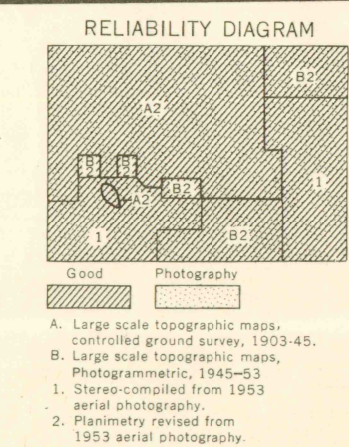 RELIABILITY DIAGRAM
B2
A2
B
2
B
2
B2
A2
1
1
B2
Good Photography
A. Large scale topographic maps,
controlled ground survey, 1903-45.
B. Large scale topographic maps,
Photogrammetric, 1945—53
1. Stereo-compiled from 1953
aerial photography.
2. Planimetry revised from
1953 aerial photography.